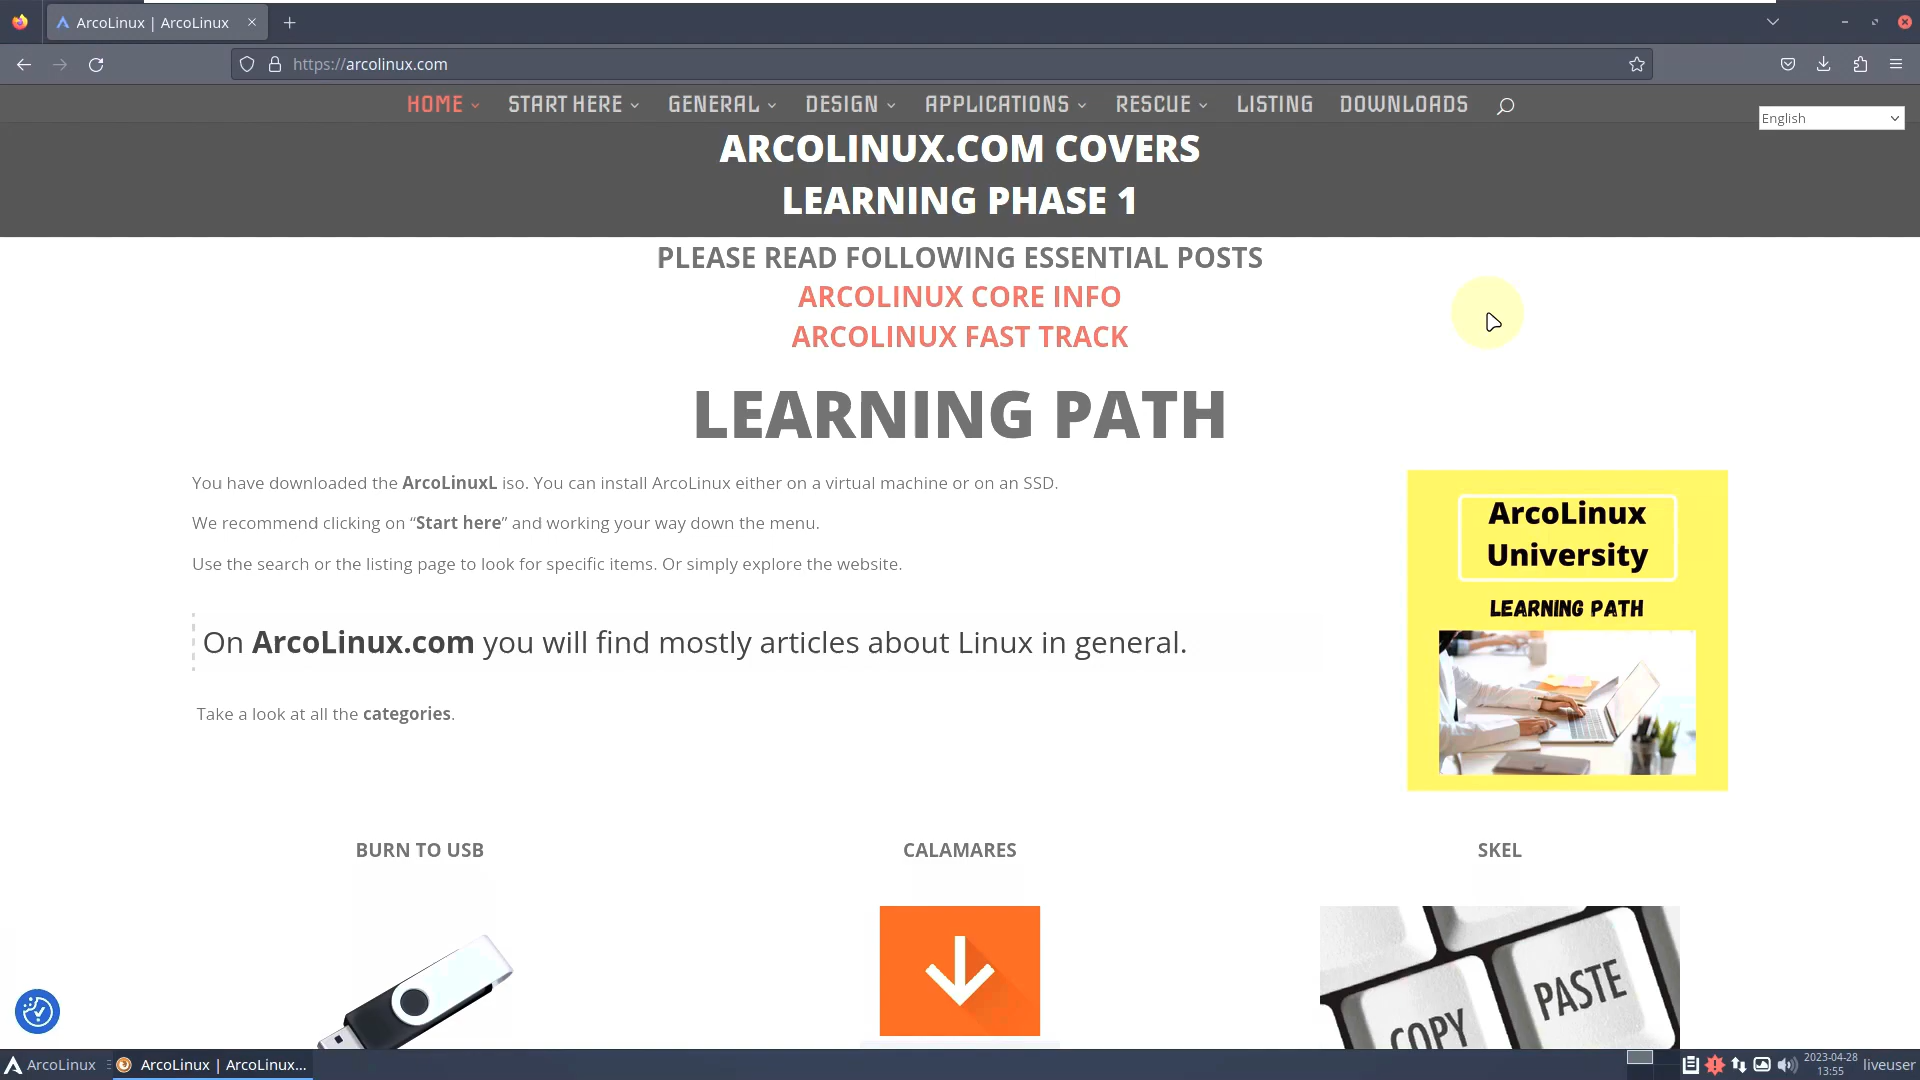 ArcoLinux | ArcoLinux
https://arcolinux.com
HOME START HERE GENERAL DESIGN APPLICATIONS RESCUE LISTING DOWNLOADS
English
ARCOLINUX.COM COVERS
LEARNING PHASE 1
PLEASE READ FOLLOWING ESSENTIAL POSTS
ARCOLINUX CORE INFO
ARCOLINUX FAST TRACK
LEARNING PATH
You have downloaded the ArcoLinuxL iso. You can install ArcoLinux either on a virtual machine or on an SSD.
We recommend clicking on “Start here” and working your way down the menu.
Use the search or the listing page to look for specific items. Or simply explore the website.
On ArcoLinux.com you will find mostly articles about Linux in general.
Take a look at all the categories.
ArcoLinux
University
LEARNING PATH
BURN TO USB
CALAMARES
SKEL
COPY
PASTE
ArcoLinux
ArcoLinux | ArcoLinux...
2023-04-28
13:55
liveuser